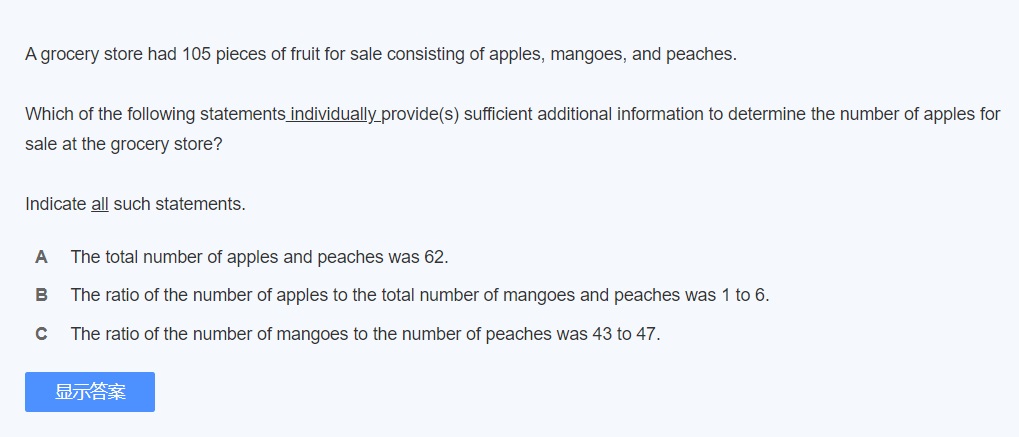 A grocery store had 105 pieces of fruit for sale consisting of apples, mangoes, and peaches.
Which of the following statements individually provide(s) sufficient additional information to determine the number of apples for
sale at the grocery store?
Indicate all such statements.
A The total number of apples and peaches was 62.
B The ratio of the number of apples to the total number of mangoes and peaches was 1 to 6.
C The ratio of the number of mangoes to the number of peaches was 43 to 47.
显示答案